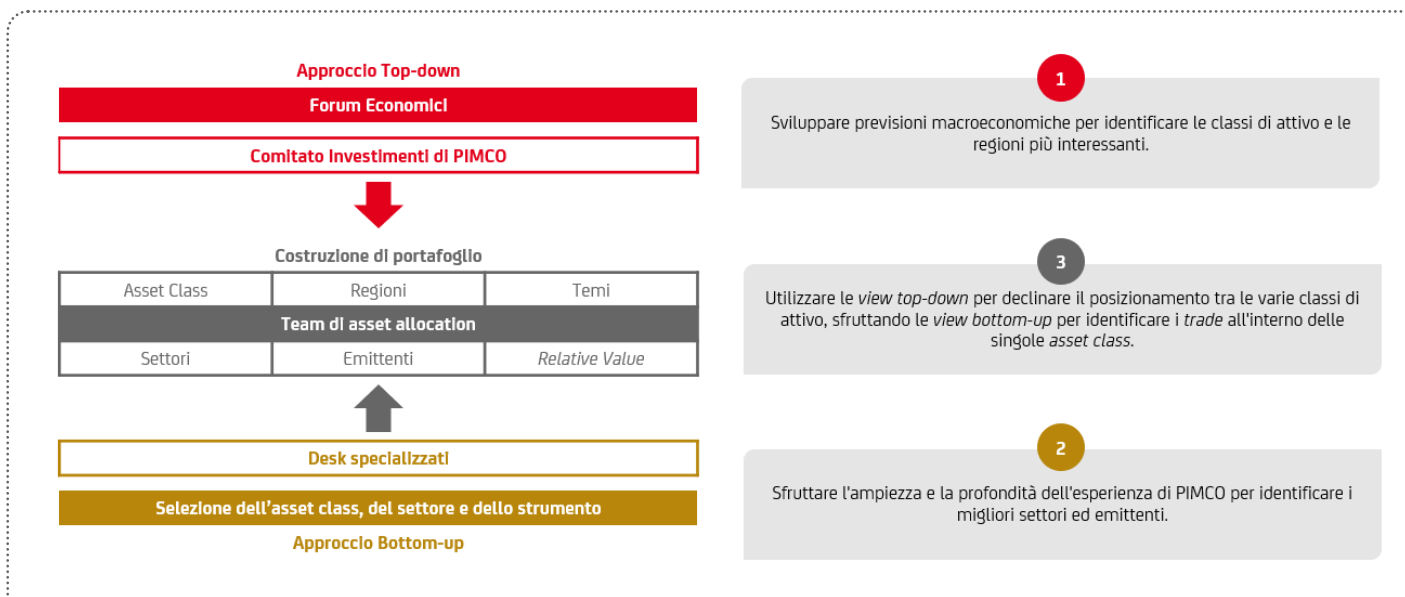 Approccio Top-down
Forum Economici
Comitato Investimenti di PIMCO
1
Sviluppare previsioni macroeconomiche per identificare le classi di attivo e le
regioni più interessanti.
Costruzione di portafoglio
Asset Class
Regioni
Temi
Team di asset allocation
Settori
Emittenti
Relative Value
3
Utilizzare le view top-down per declinare il posizionamento tra le varie classi di
attivo, sfruttando le view bottom-up per identificare i trade all'interno delle
singole asset class.
Desk specializzati
Selezione dell'asset class, del settore e dello strumento
Approccio Bottom-up
2
Sfruttare l'ampiezza e la profondità dell'esperienza di PIMCO per identificare i
migliori settori ed emittenti.